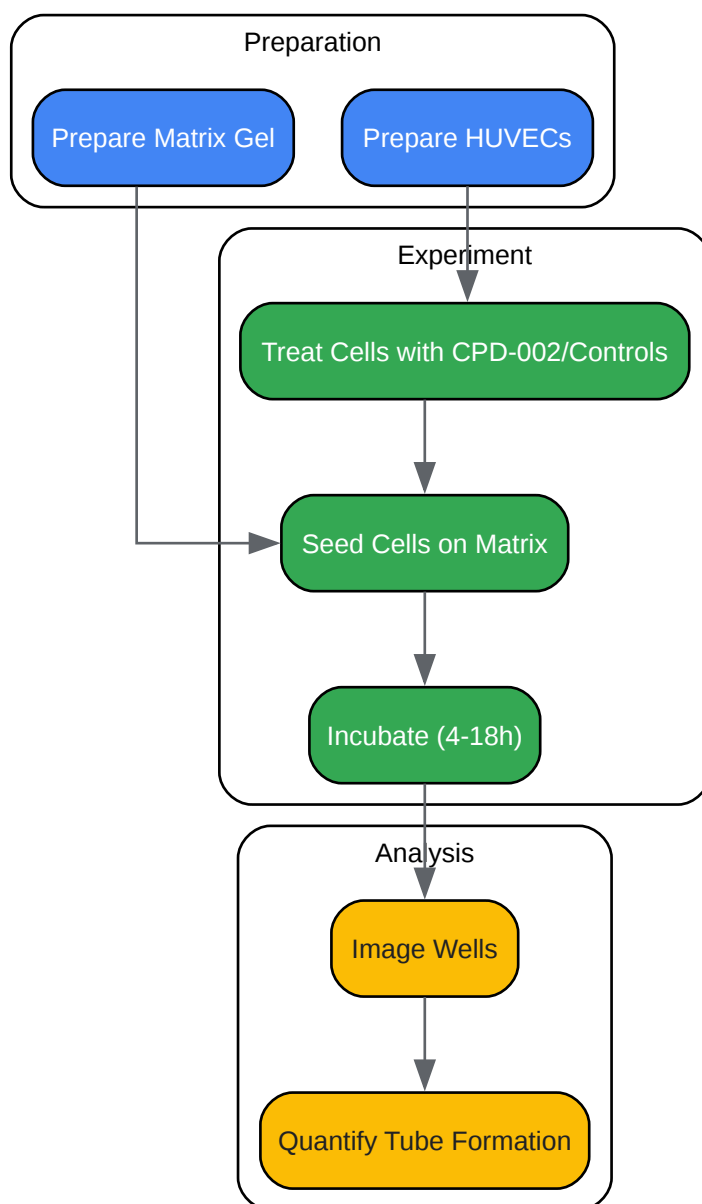 Preparation
Prepare Matrix Gel
Prepare HUVECs
Experiment
Treat Cells with CPD-002/Controls
Seed Cells on Matrix
Incubate (4-18h)
Analysis
Image Wells
Quantify Tube Formation